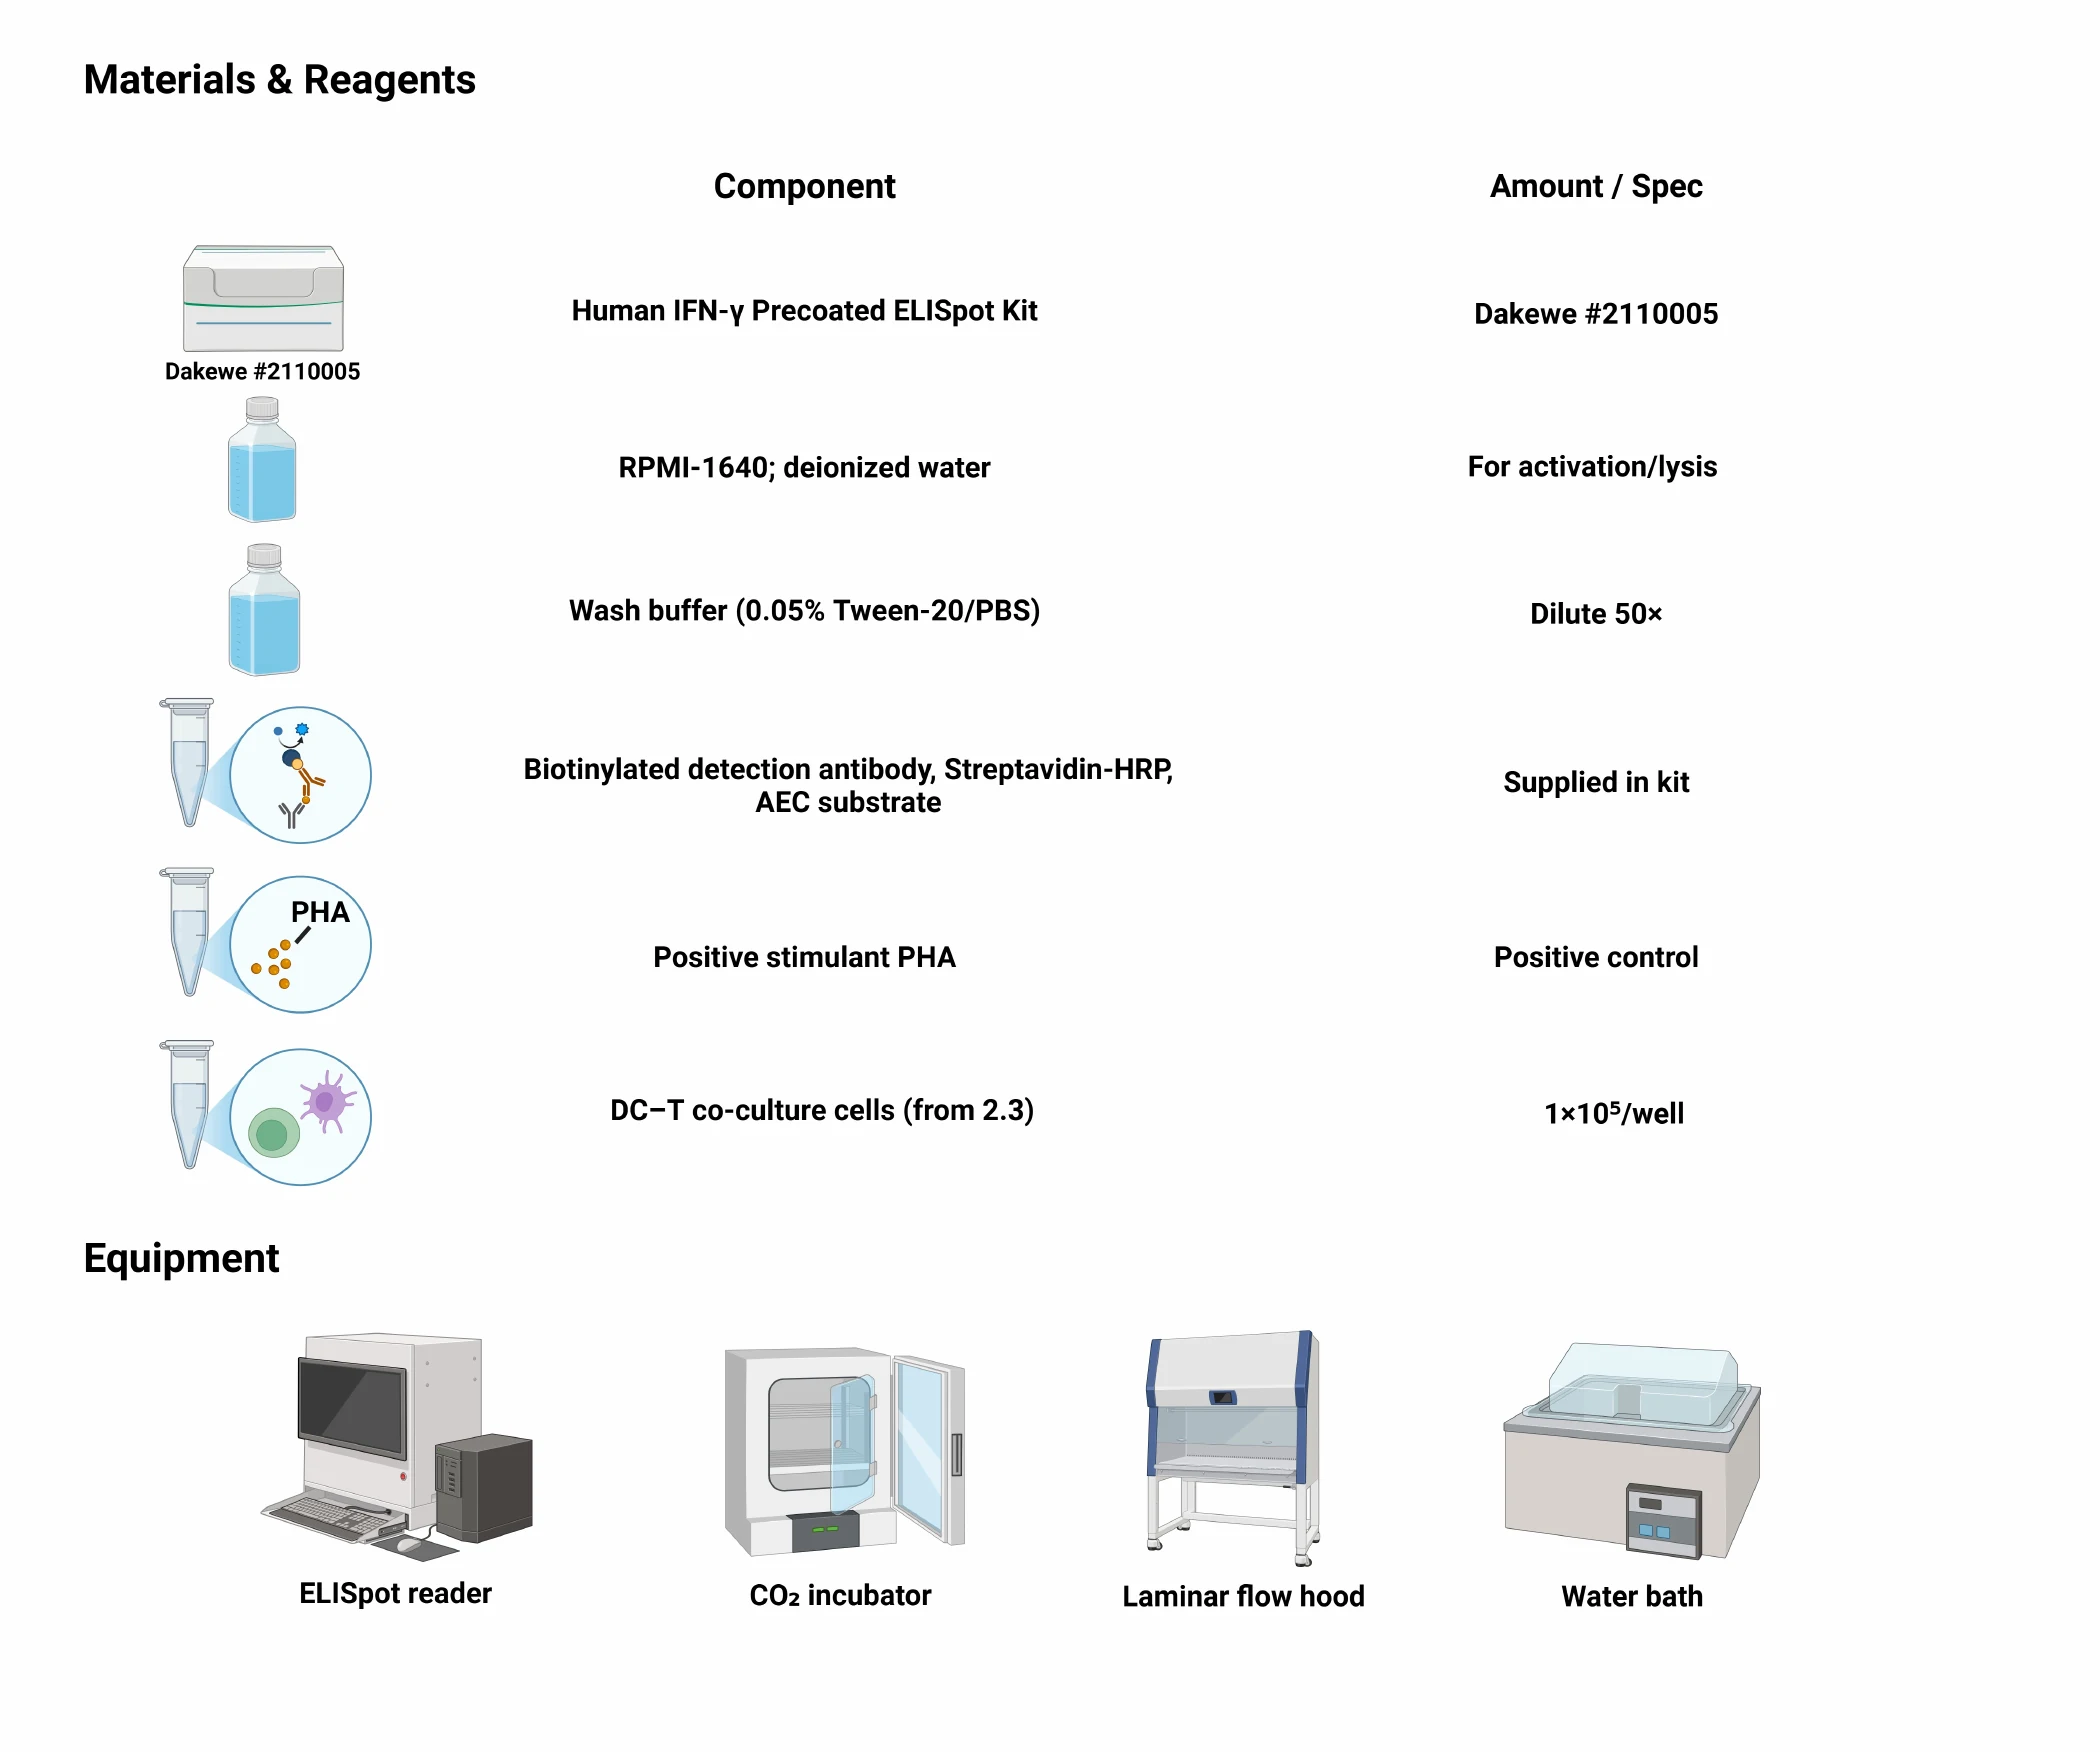 Materials & Reagents
Component
Amount / Spec
Human IFN-γ Precoated ELISpot Kit
Dakewe #2110005
Dakewe #2110005
RPMI-1640; deionized water
For activation/lysis
Wash buffer (0.05% Tween-20/PBS)
Dilute 50×
Biotinylated detection antibody, Streptavidin-HRP,
AEC substrate
Supplied in kit
PHA
Positive stimulant PHA
Positive control
DC–T co-culture cells (from 2.3)
1×10⁵/well
Equipment
ELISpot reader
CO₂ incubator
Laminar flow hood
Water bath